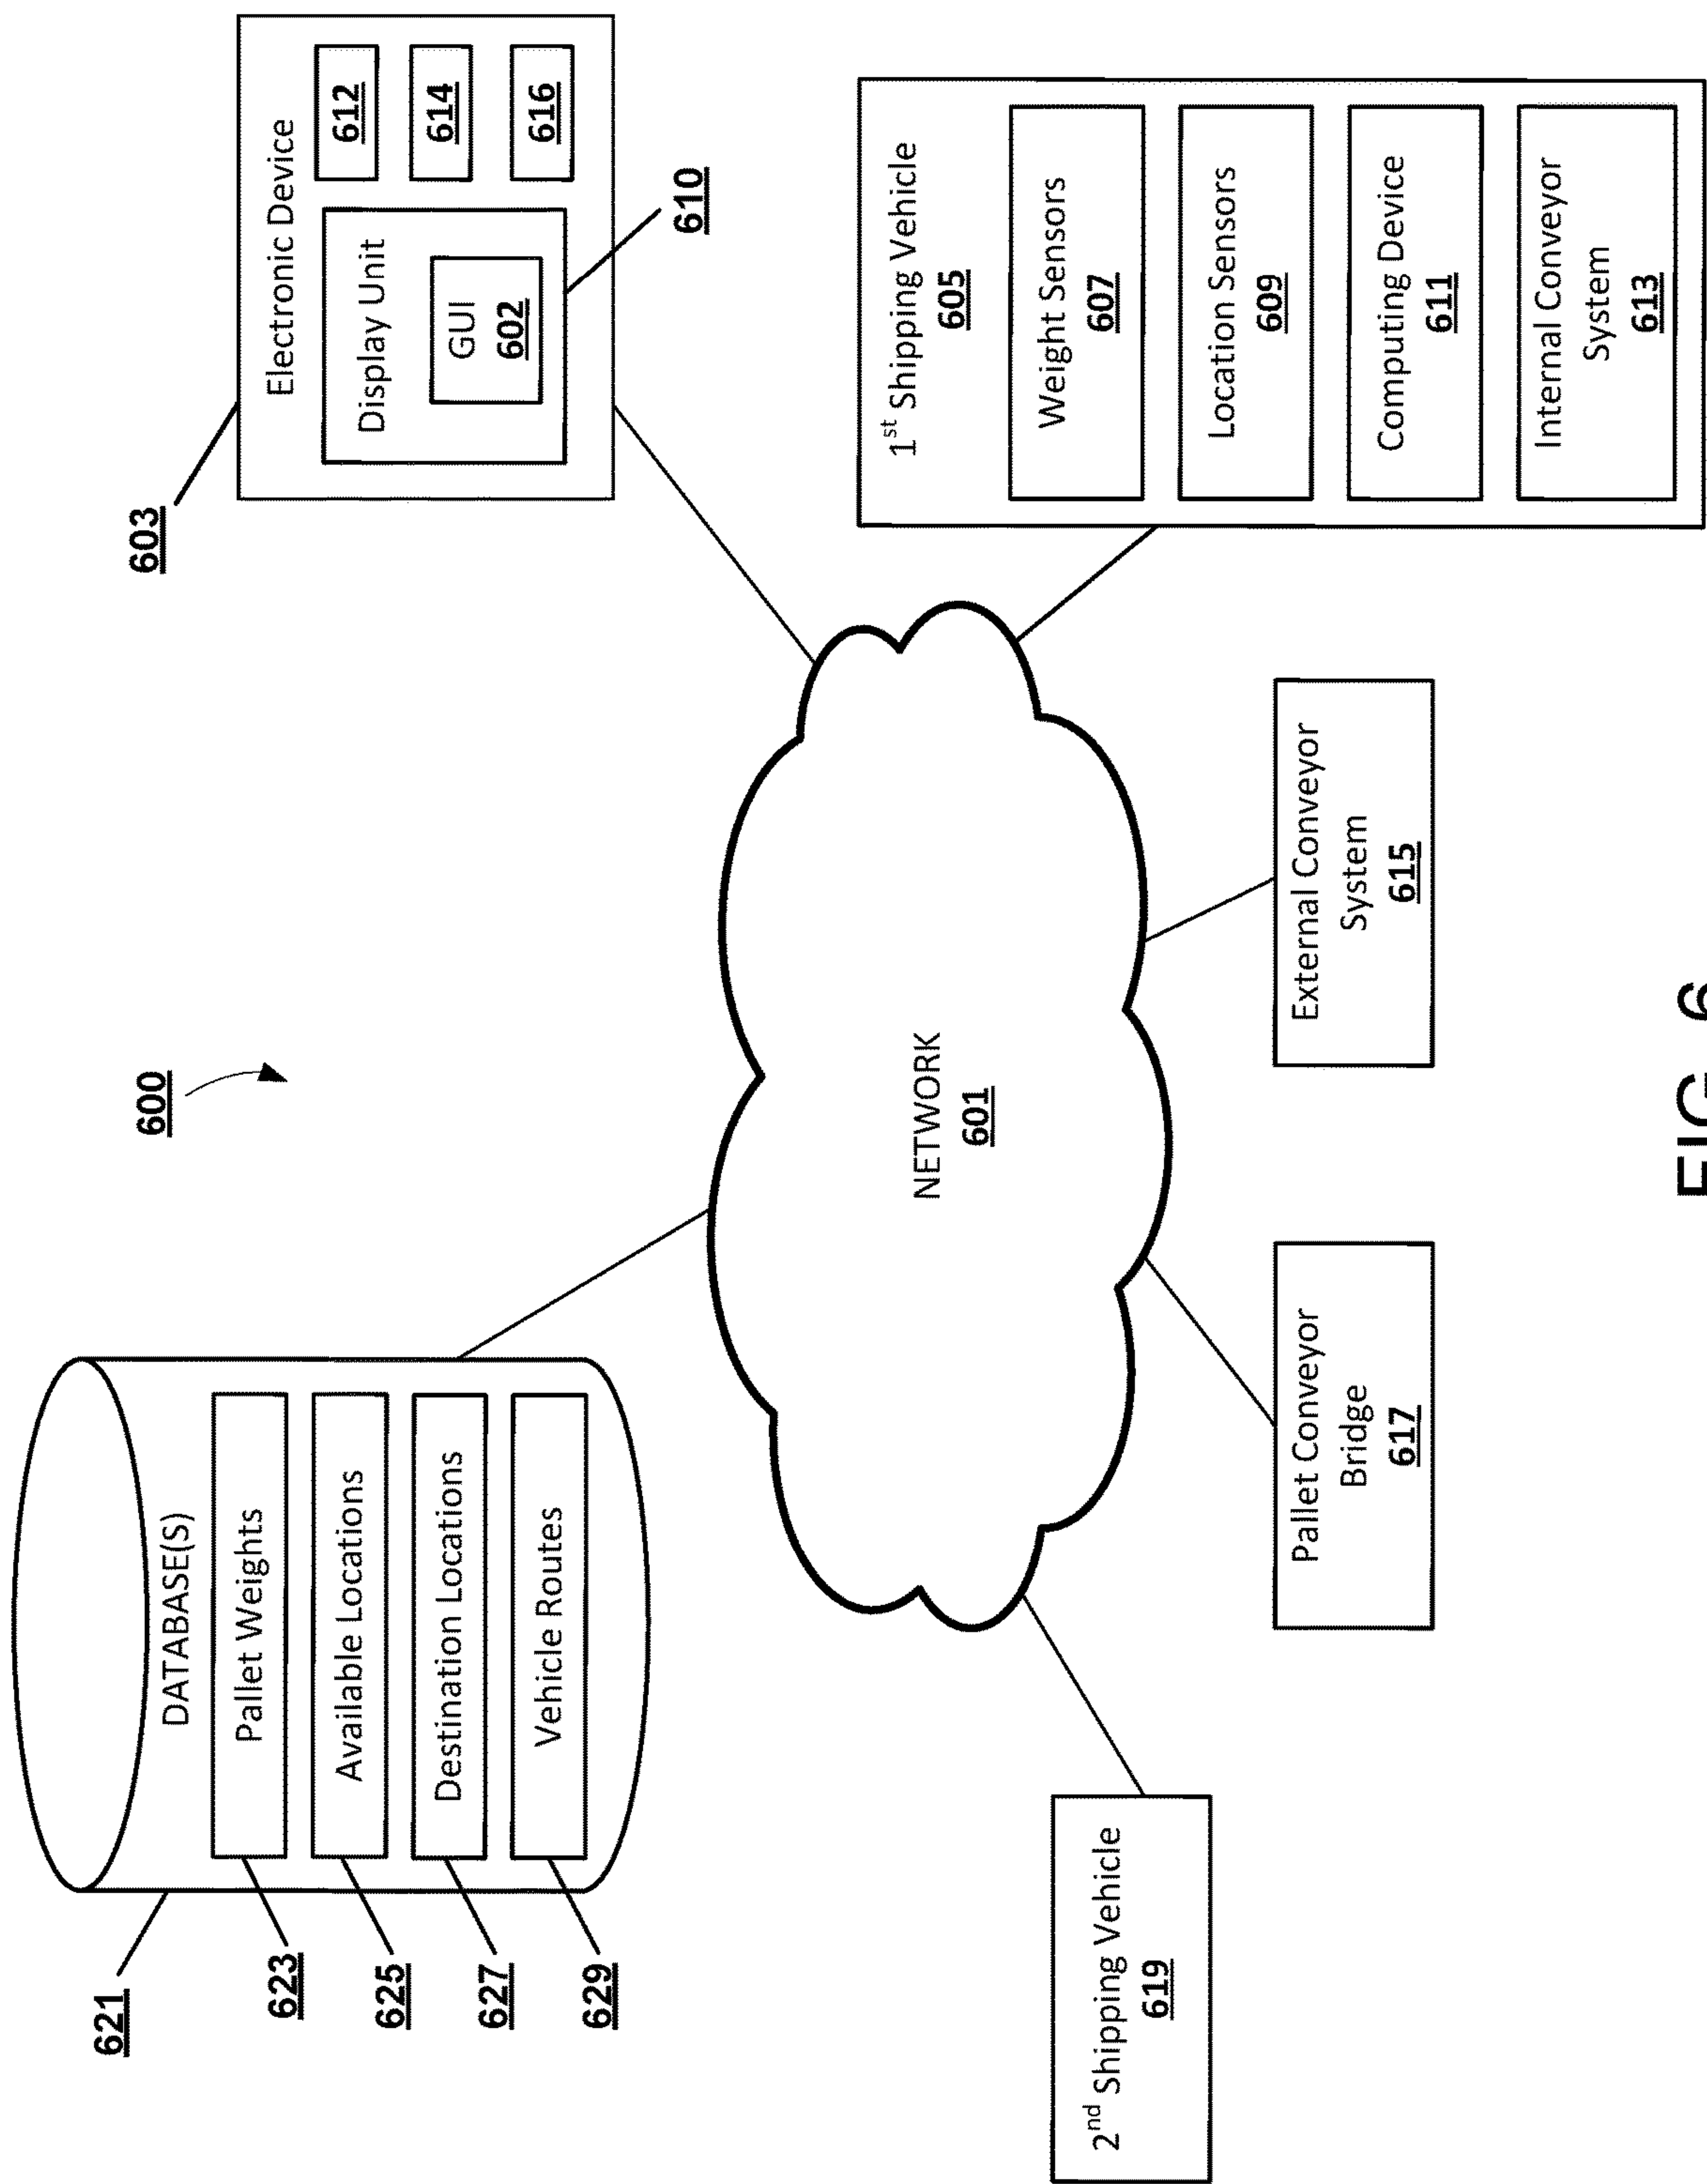 600
621
DATABASE(S)
Pallet Weights
Available Locations
Destination Locations
Vehicle Routes
623
625
627
629
603
Electronic Device
Display Unit
GUI
602
612
614
616
610
NETWORK
601
1st Shipping Vehicle
605
Weight Sensors
607
Location Sensors
609
Computing Device
611
Internal Conveyor
System
613
2nd Shipping Vehicle
619
Pallet Conveyor
Bridge
617
External Conveyor
System
615
FIG. 6